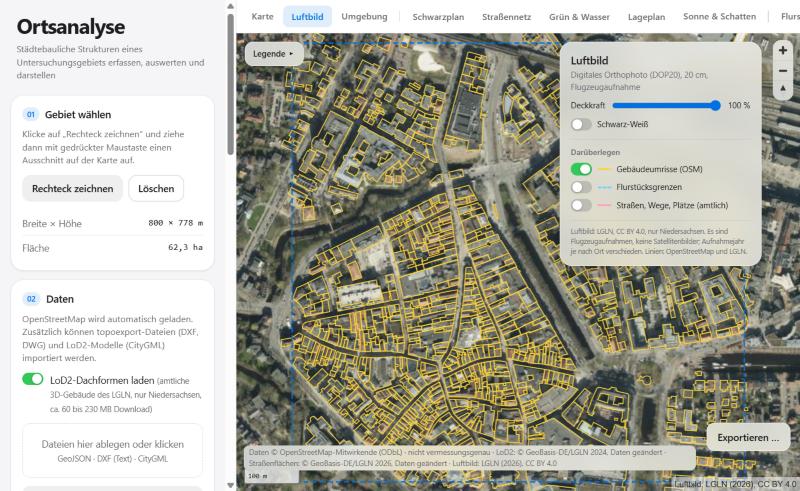 Ortsanalyse
Städtebauliche Strukturen eines
Untersuchungsgebiets erfassen, auswerten und
darstellen
01 Gebiet wählen
Klicke auf „Rechteck zeichnen" und ziehe
dann mit gedrückter Maustaste einen
Ausschnitt auf der Karte auf.
Rechteck zeichnen Löschen
Breite × Höhe 800 × 778 m
Fläche 62,3 ha
02 Daten
OpenStreetMap wird automatisch geladen.
Zusätzlich können topoexport-Dateien (DXF,
DWG) und LoD2-Modelle (CityGML)
importiert werden.
LoD2-Dachformen laden (amtliche
3D-Gebäude des LGLN, nur Niedersachsen,
ca. 60 bis 230 MB Download)
Dateien hier ablegen oder klicken
GeoJSON · DXF (Text) · CityGML
Karte Luftbild Umgebung Schwarzplan Straßennetz Grün & Wasser Lageplan Sonne & Schatten Flurs
Legende ▸
Luftbild
Digitales Orthophoto (DOP20), 20 cm,
Flugzeugaufnahme
Deckkraft 100 %
Schwarz-Weiß
Darüberlegen
Gebäudeumrisse (OSM)
Flurstücksgrenzen
Straßen, Wege, Plätze (amtlich)
Luftbild: LGLN, CC BY 4.0, nur Niedersachsen. Es sind
Flugzeugaufnahmen, keine Satellitenbilder; Aufnahmejahr
je nach Ort verschieden. Linien: OpenStreetMap und LGLN.
+
−
▲
Exportieren ...
Daten © OpenStreetMap-Mitwirkende (ODbL) · nicht vermessungsgenau · LoD2: © GeoBasis-DE/LGLN 2024, Daten geändert ·
Straßenflächen: © GeoBasis-DE/LGLN 2026, Daten geändert · Luftbild: LGLN (2026), CC BY 4.0
100 m
Luftbild: LGLN (2026), CC BY 4.0